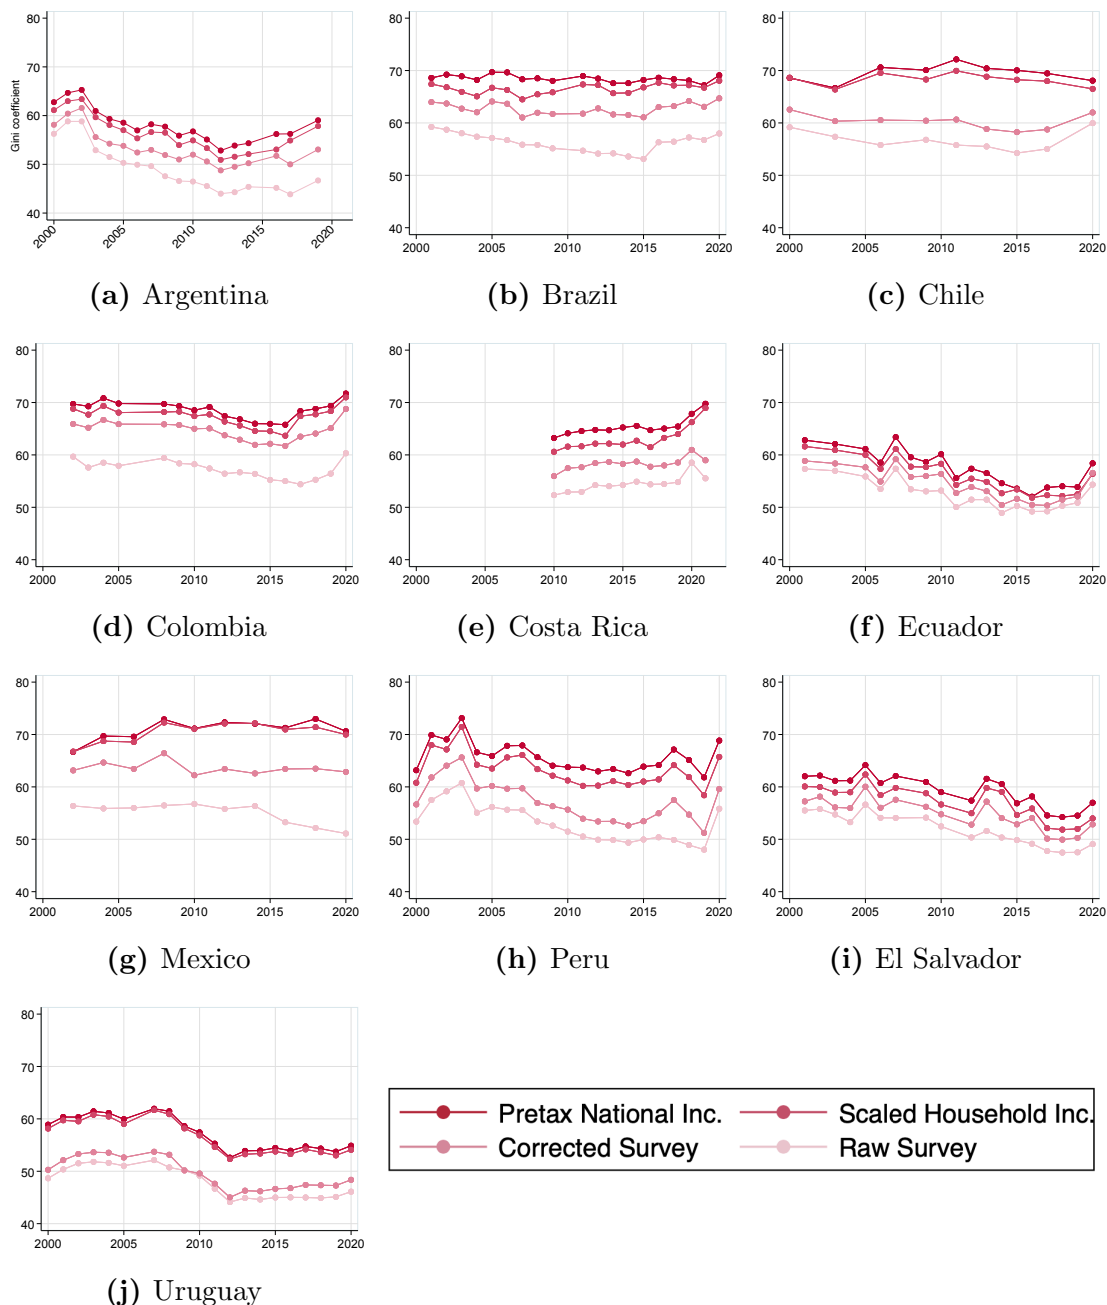 80 80 80
70 70 70
60 60 60
50 50 50
40 40 40
Gini coefficient
2000 2005 2010 2015 2020 2000 2005 2010 2015 2020 2000 2005 2010 2015 2020
(a) Argentina (b) Brazil (c) Chile
80 80 80
70 70 70
60 60 60
50 50 50
40 40 40
2000 2005 2010 2015 2020 2000 2005 2010 2015 2020 2000 2005 2010 2015 2020
(d) Colombia (e) Costa Rica (f) Ecuador
80 80 80
70 70 70
60 60 60
50 50 50
40 40 40
2000 2005 2010 2015 2020 2000 2005 2010 2015 2020 2000 2005 2010 2015 2020
(g) Mexico (h) Peru (i) El Salvador
80
70
60
50
40
2000 2005 2010 2015 2020
(j) Uruguay
Pretax National Inc. Scaled Household Inc.
Corrected Survey Raw Survey